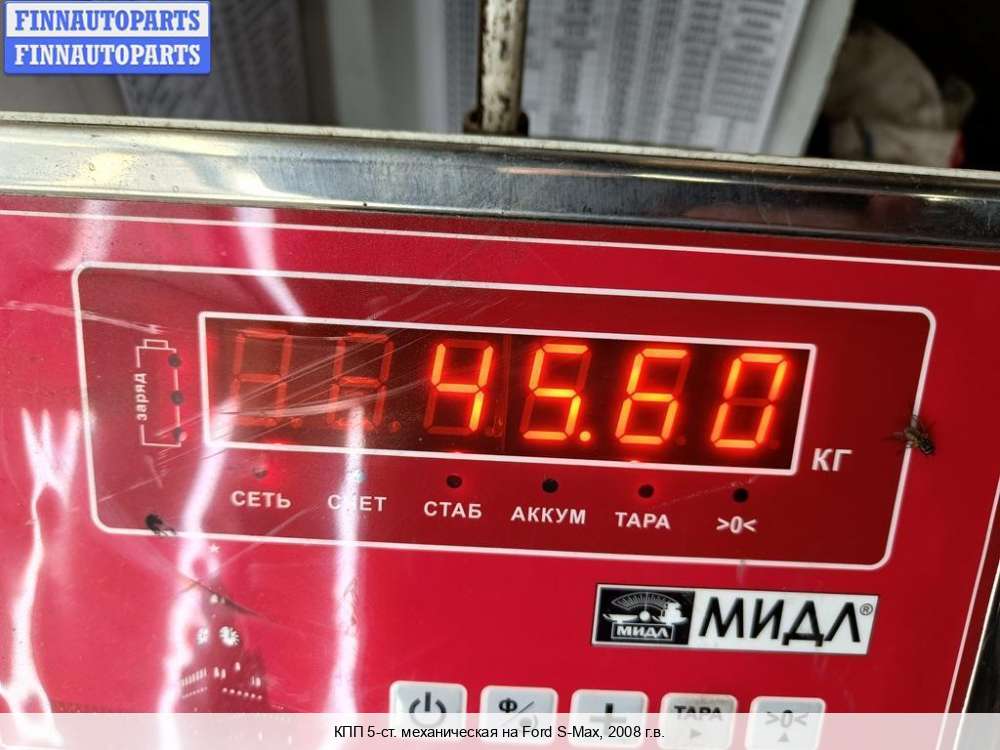 FINNAUTOPARTS
FINNAUTOPARTS
заряд
45.60
КГ
СЕТЬ СЧЕТ СТАБ АККУМ ТАРА >0<
МИДЛ
МИДЛ®
Ф/
+
ТАРА
>0<
КПП 5-ст. механическая на Ford S-Max, 2008 г.в.